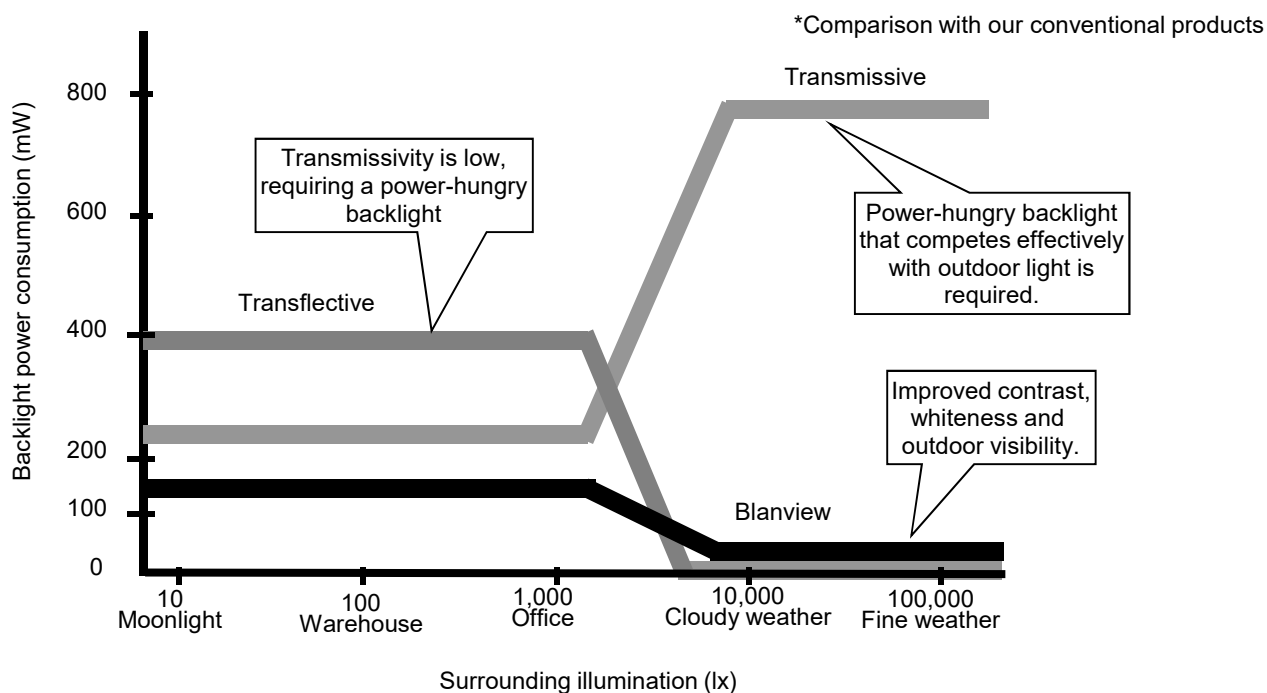 *Comparison with our conventional products
Transmissive
800
Transmissivity is low,
requiring a power-hungry
backlight
Power-hungry backlight
that competes effectively
with outdoor light is
required.
600
Backlight power consumption (mW)
Transflective
400
Improved contrast,
whiteness and
outdoor visibility.
200
100
Blanview
0
10
100
1,000
10,000
100,000
Moonlight
Warehouse
Office
Cloudy weather
Fine weather
Surrounding illumination (lx)